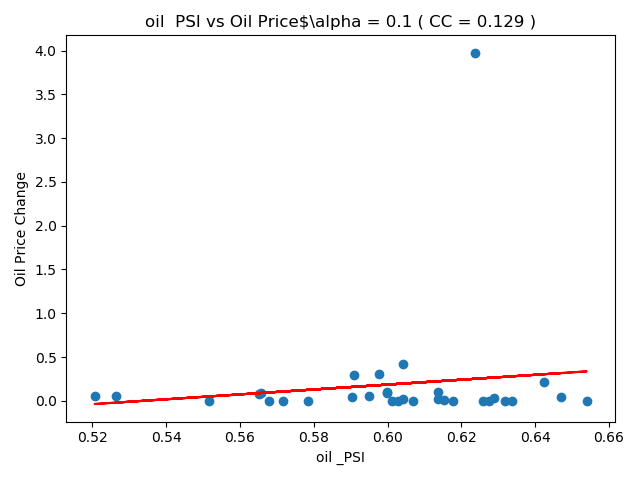 oil  PSI vs Oil Price$\alpha = 0.1 ( CC = 0.129 )
4.0
3.5
3.0
2.5
2.0
1.5
1.0
0.5
0.0
Oil Price Change
0.52 0.54 0.56 0.58 0.60 0.62 0.64 0.66
oil _PSI